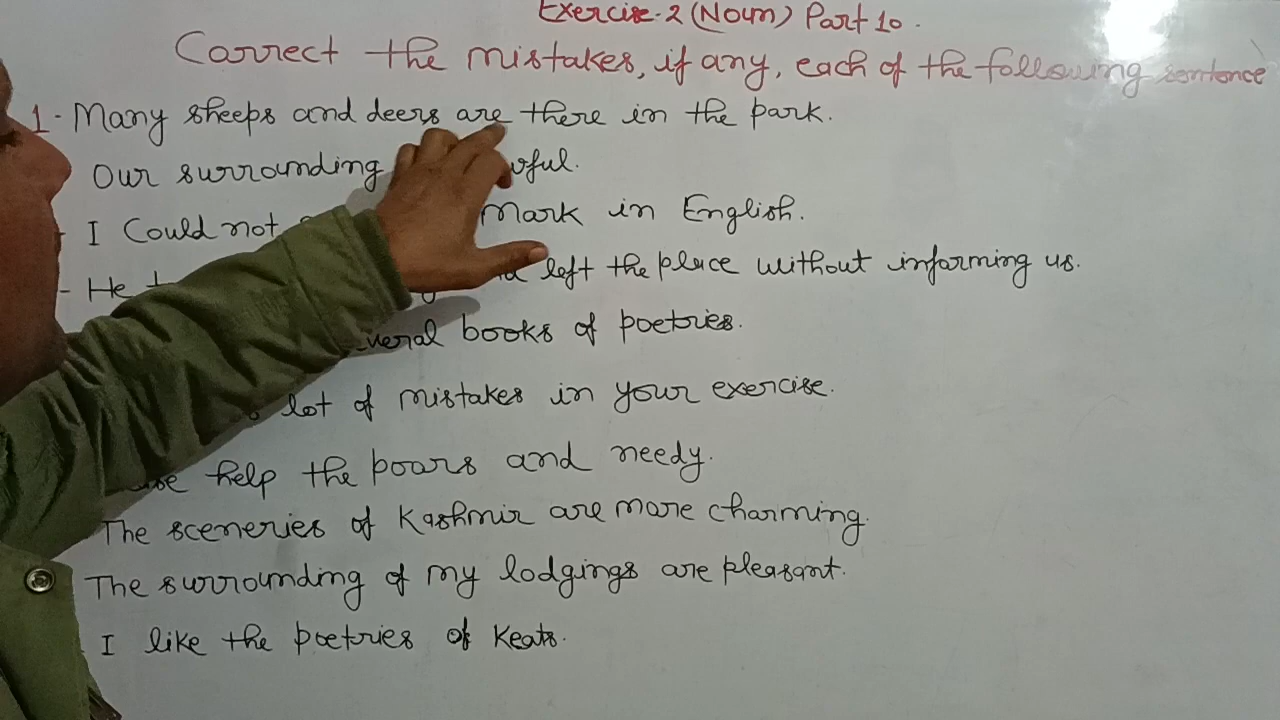 Exercise-2 (Noun) Part 10.
Correct the mistakes, if any, each of the following sentence
1- Many sheeps and deers are there in the park.
Our surrounding
- I Could not mark in English.
- He left the place without informing us.
books of poetries.
lot of mistakes in your exercise.
help the poors and needy.
The sceneries of Kashmir are more charming.
The surrounding of my lodgings are pleasant.
I like the poetries of Keats.